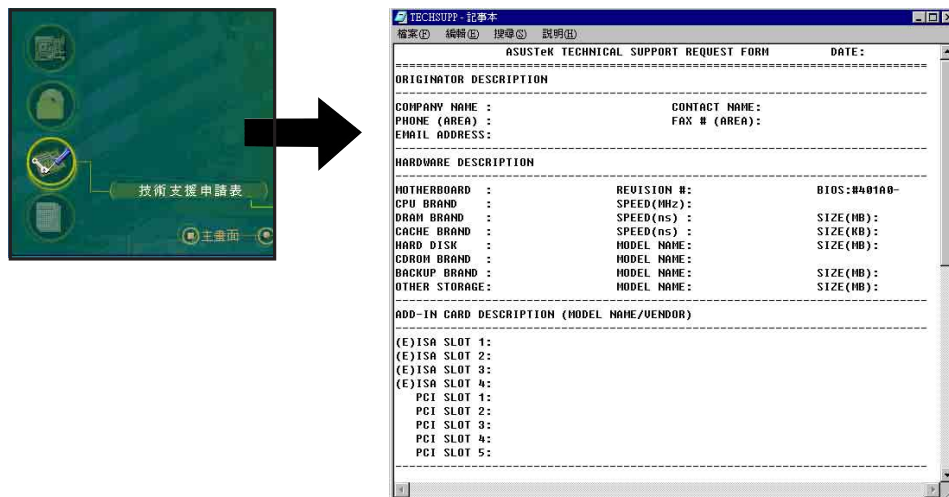 技術支援申請表
主畫面
TECHSUPP - 記事本
檔案(F) 編輯(E) 搜尋(S) 說明(H)
ASUSTeK TECHNICAL SUPPORT REQUEST FORM DATE:
================================================================================
ORIGINATOR DESCRIPTION
--------------------------------------------------------------------------------
COMPANY NAME : CONTACT NAME:
PHONE (AREA) : FAX # (AREA):
EMAIL ADDRESS:
--------------------------------------------------------------------------------
HARDWARE DESCRIPTION
--------------------------------------------------------------------------------
MOTHERBOARD : REVISION #: BIOS:#401A0-
CPU BRAND : SPEED(MHz):
DRAM BRAND : SPEED(ns) : SIZE(MB):
CACHE BRAND : SPEED(ns) : SIZE(KB):
HARD DISK : MODEL NAME: SIZE(MB):
CDROM BRAND : MODEL NAME:
BACKUP BRAND : MODEL NAME: SIZE(MB):
OTHER STORAGE: MODEL NAME: SIZE(MB):
--------------------------------------------------------------------------------
ADD-IN CARD DESCRIPTION (MODEL NAME/VENDOR)
--------------------------------------------------------------------------------
(E)ISA SLOT 1:
(E)ISA SLOT 2:
(E)ISA SLOT 3:
(E)ISA SLOT 4:
PCI SLOT 1:
PCI SLOT 2:
PCI SLOT 3:
PCI SLOT 4:
PCI SLOT 5:
--------------------------------------------------------------------------------